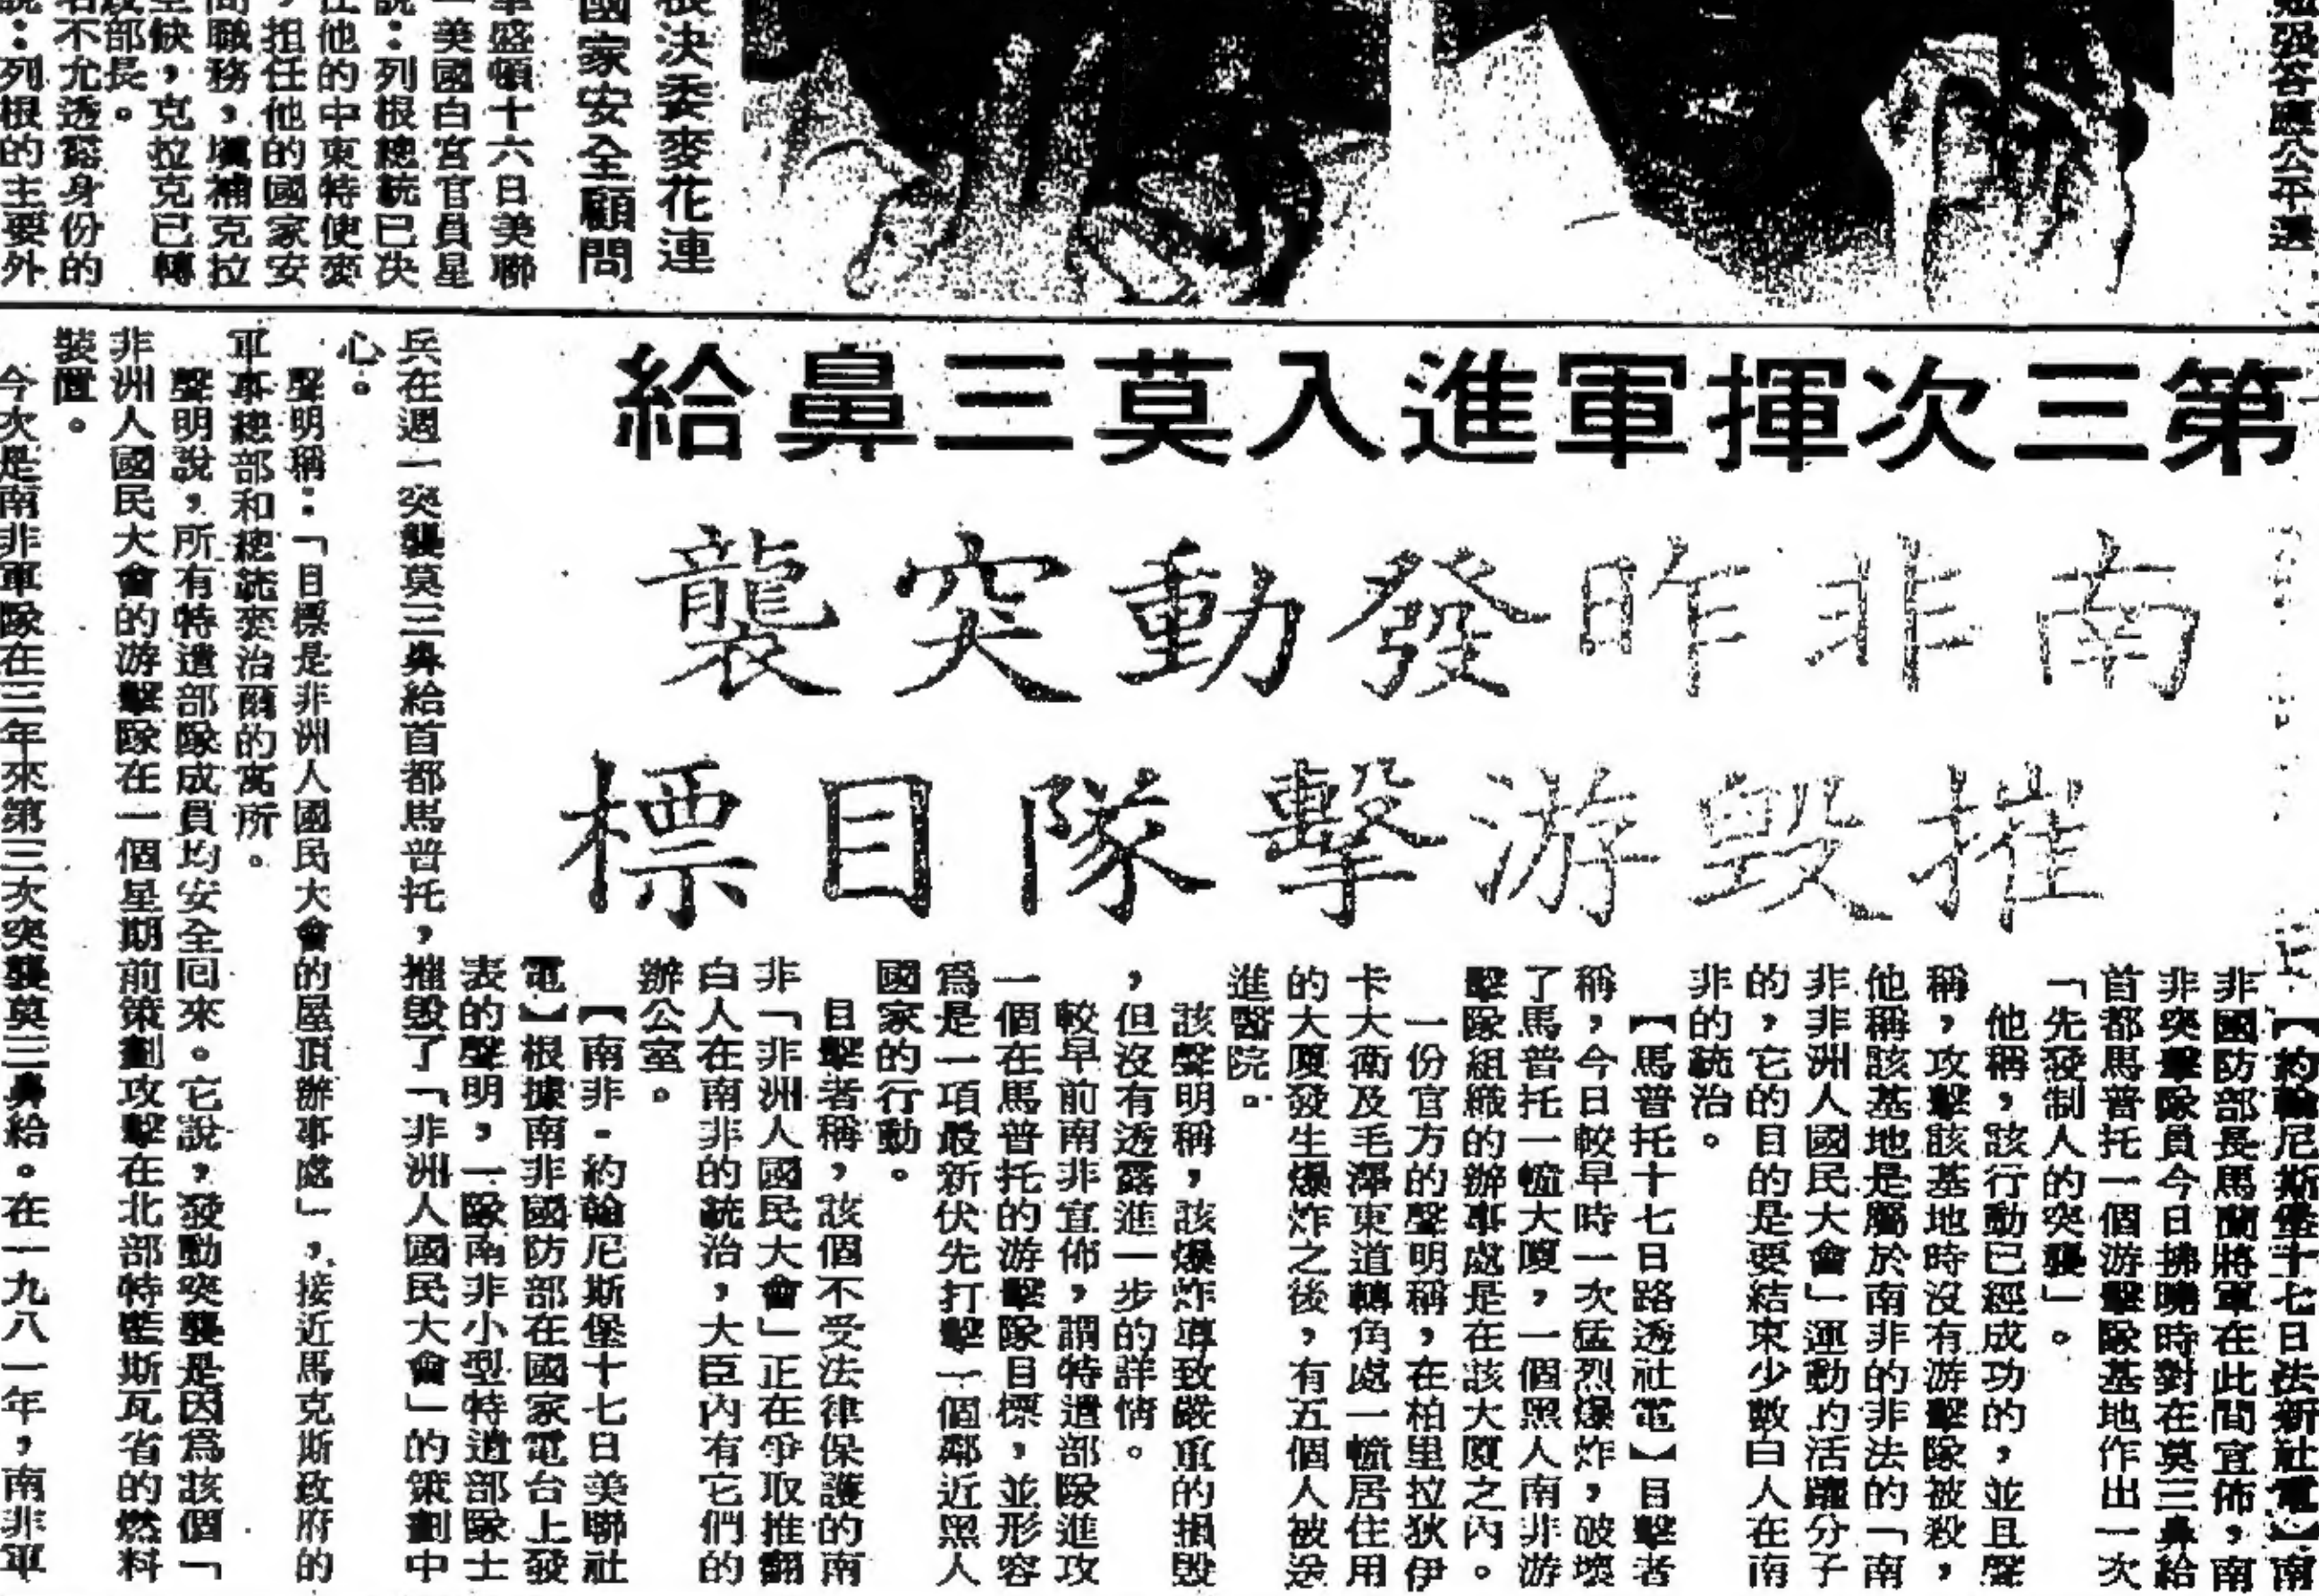 第三次揮軍進入莫三鼻給
南非昨發動突襲
摧毀游擊隊目標
【約翰尼斯堡十七日法新社電】南
非國防部長馬蘭將軍在此間宣佈，南
非突擊隊員今日拂曉時對在莫三鼻給
首都馬普托一個游擊隊基地作出一次
「先發制人的突襲」。
他稱，該行動已經成功的，並且聲
稱，攻擊該基地時沒有游擊隊被殺，
他稱該基地是屬於南非的非法的「南
非非洲人國民大會」運動的活躍分子
的，它的目的是要結束少數白人在南
非的統治。
【馬普托十七日路透社電】目擊者
稱，今日較早時一次猛烈爆炸，破壞
了馬普托一幢大廈，一個黑人南非游
擊隊組織的辦事處是在該大廈之內。
一份官方的聲明稱，在柏里拉狄伊
卡大衛及毛澤東道轉角處一幢居住用
的大廈發生爆炸之後，有五個人被送
進醫院。
該聲明稱，該爆炸導致嚴重的損毀
，但沒有透露進一步的詳情。
較早前南非宣佈，謂特遣部隊進攻
一個在馬普托的游擊隊目標，並形容
爲是一項最新伏先打擊一個鄰近黑人
國家的行動。
目擊者稱，該個不受法律保護的南
非「非洲人國民大會」正在爭取推翻
白人在南非的統治，大臣內有它們的
辦公室。
【南非·約翰尼斯堡十七日美聯社
電】根據南非國防部在國家電台上發
表的聲明，一隊南非小型特遣部隊士
兵在週一突襲莫三鼻給首都馬普托，摧毀了「非洲人國民大會」的策劃中
心。
聲明稱：「目標是非洲人國民大會的屋頂辦事處」，接近馬克斯政府的
軍事總部和總統麥治爾的寓所。
聲明說，所有特遣部隊成員均安全回來。它說，發動突襲是因爲該個「
非洲人國民大會的游擊隊在一個星期前策劃攻擊在北部特蘭斯瓦省的燃料
裝置。
今次是南非軍隊在三年來第三次突襲莫三鼻給。在一九八一年，南非軍
強答應公平選
根決委麥花連
國家安全顧問
華盛頓十六日美聯
一美國白宮官員星
說：列根總統已決
任他的中東特使麥
，担任他的國家安
問職務，填補克拉
空缺，克拉克已轉
政部長。
名不允透露身份的
說：列根的主要外